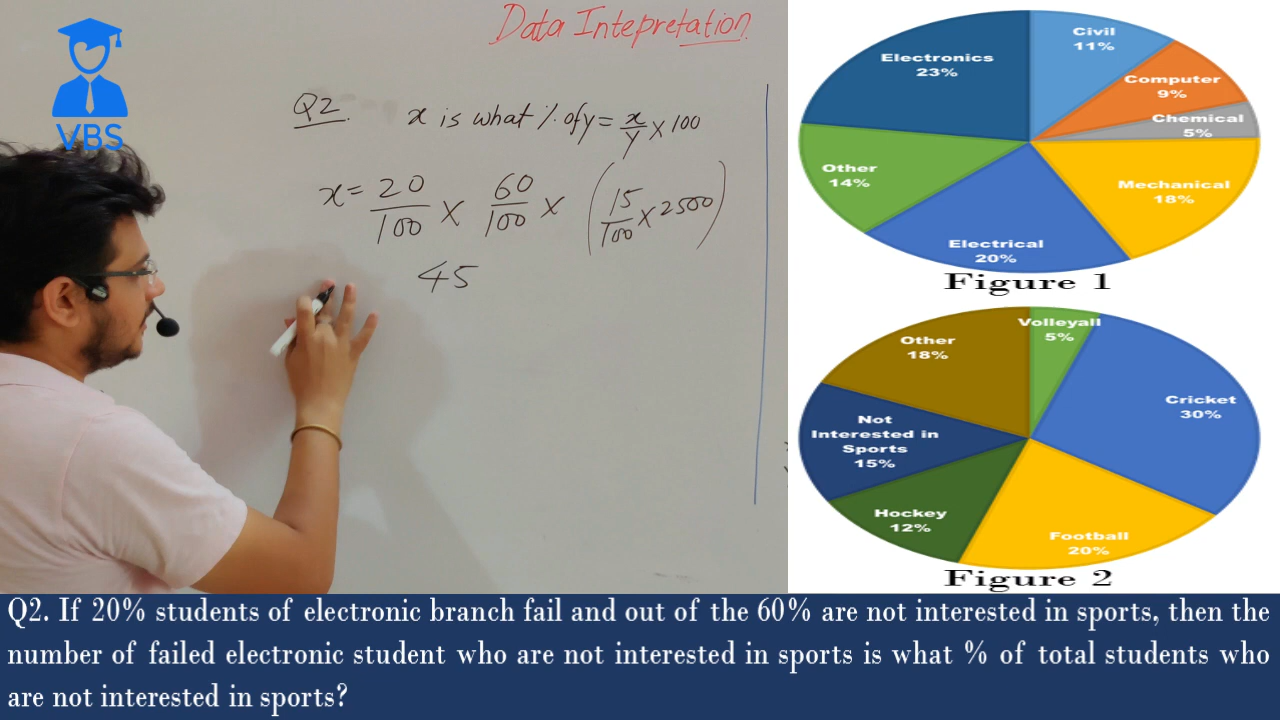 VBS
Data Intepretation
Q2. x is what % of y = x/y × 100
x = 20/100 × 60/100 × (15/100 × 2500)
45
Electronics
23%
Civil
11%
Computer
9%
Chemical
5%
Mechanical
18%
Electrical
20%
Other
14%
Figure 1
Volleyall
5%
Cricket
30%
Football
20%
Hockey
12%
Not
Interested in
Sports
15%
Other
18%
Figure 2
Q2. If 20% students of electronic branch fail and out of the 60% are not interested in sports, then the
number of failed electronic student who are not interested in sports is what % of total students who
are not interested in sports?